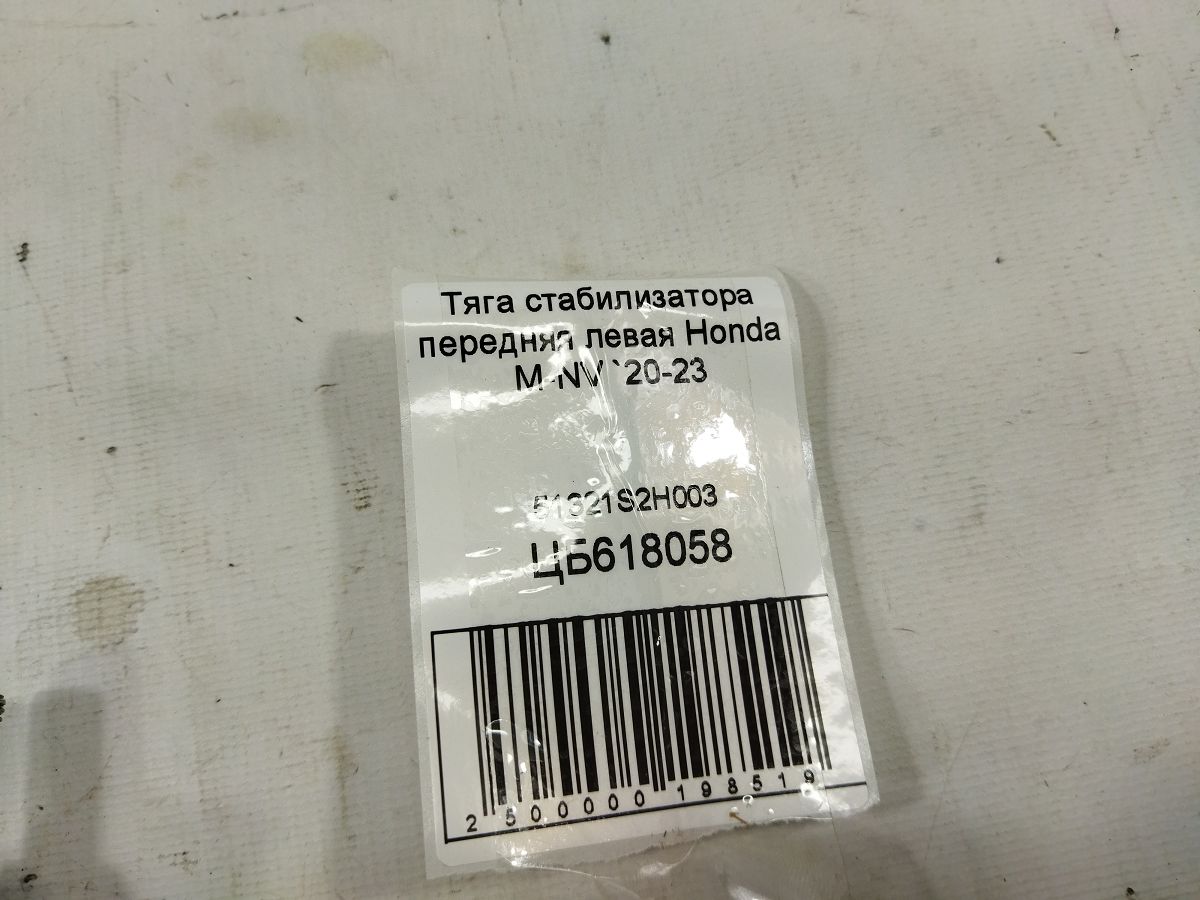 Тяга стабилизатора
передняя левая Honda
M-NV `20-23
51321S2H003
ЦБ618058
2 500000 198519